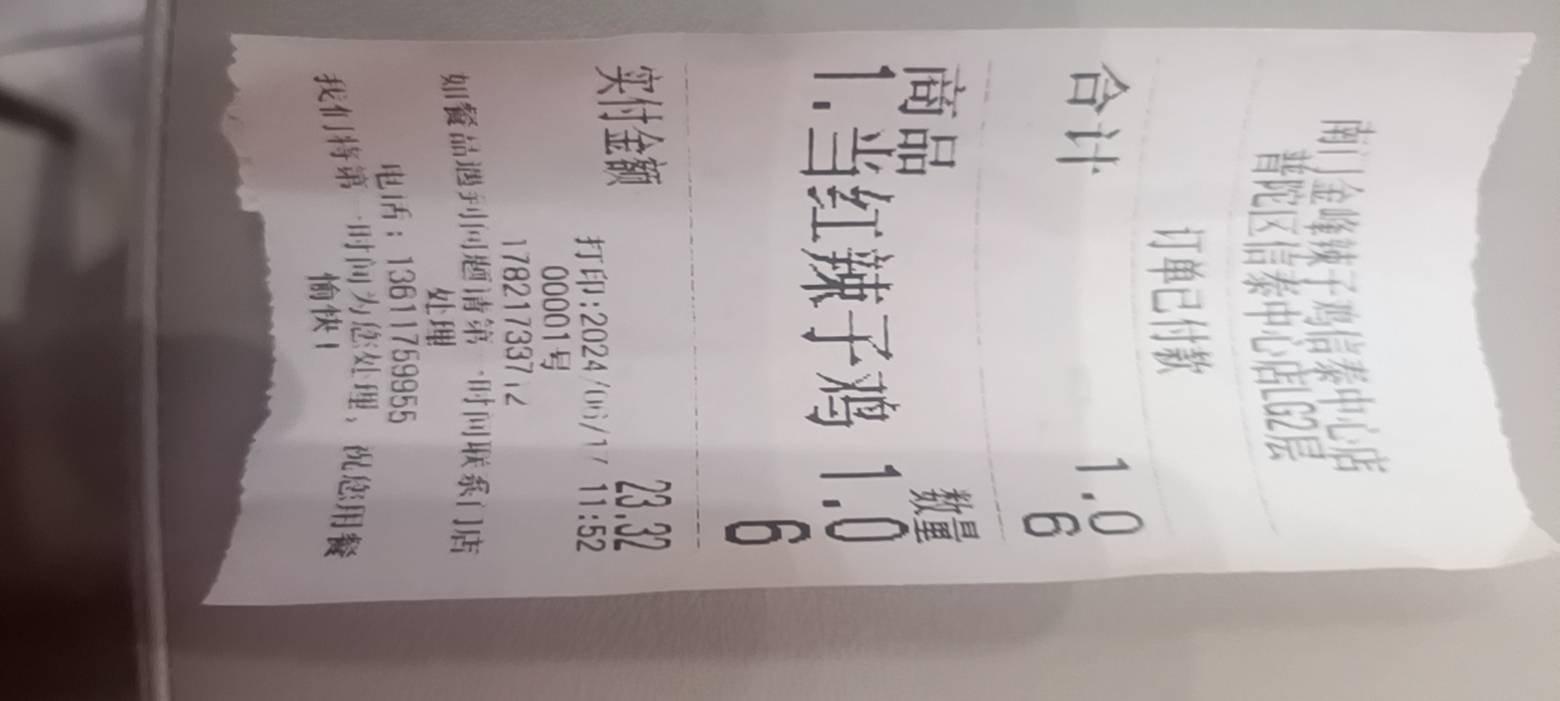 南门金峰辣子鸡信泰中心店
普陀区信泰中心店LG2层
订单已付款
合计 1.0
6
商品 数量
1.当红辣子鸡 1.0
6
实付金额 23.32
打印:2024/06/17 11:52
00001号
17821733712
如餐品遇到问题请第一时间联系门店
处理
电话：13611759955
我们将第一时间为您处理，祝您用餐
愉快！